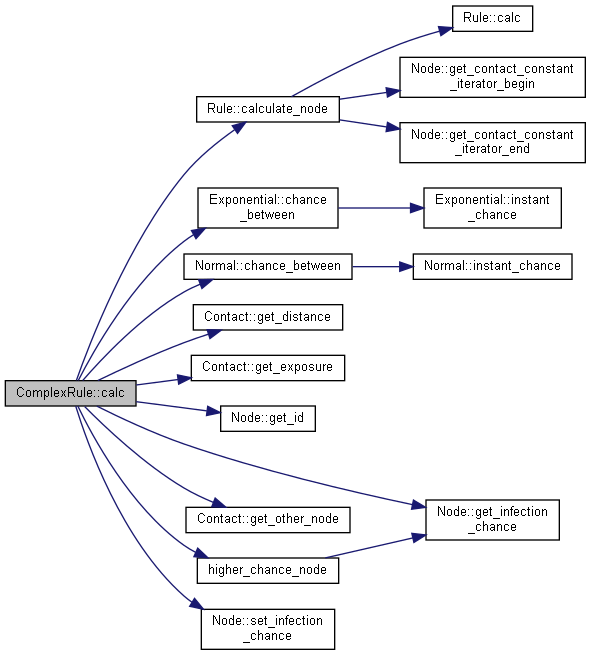 Rule::calc
Node::get_contact_constant
_iterator_begin
Rule::calculate_node
Node::get_contact_constant
_iterator_end
Exponential::chance
_between
Exponential::instant
_chance
Normal::chance_between
Normal::instant_chance
Contact::get_distance
Contact::get_exposure
ComplexRule::calc
Node::get_id
Node::get_infection
_chance
Contact::get_other_node
higher_chance_node
Node::set_infection
_chance